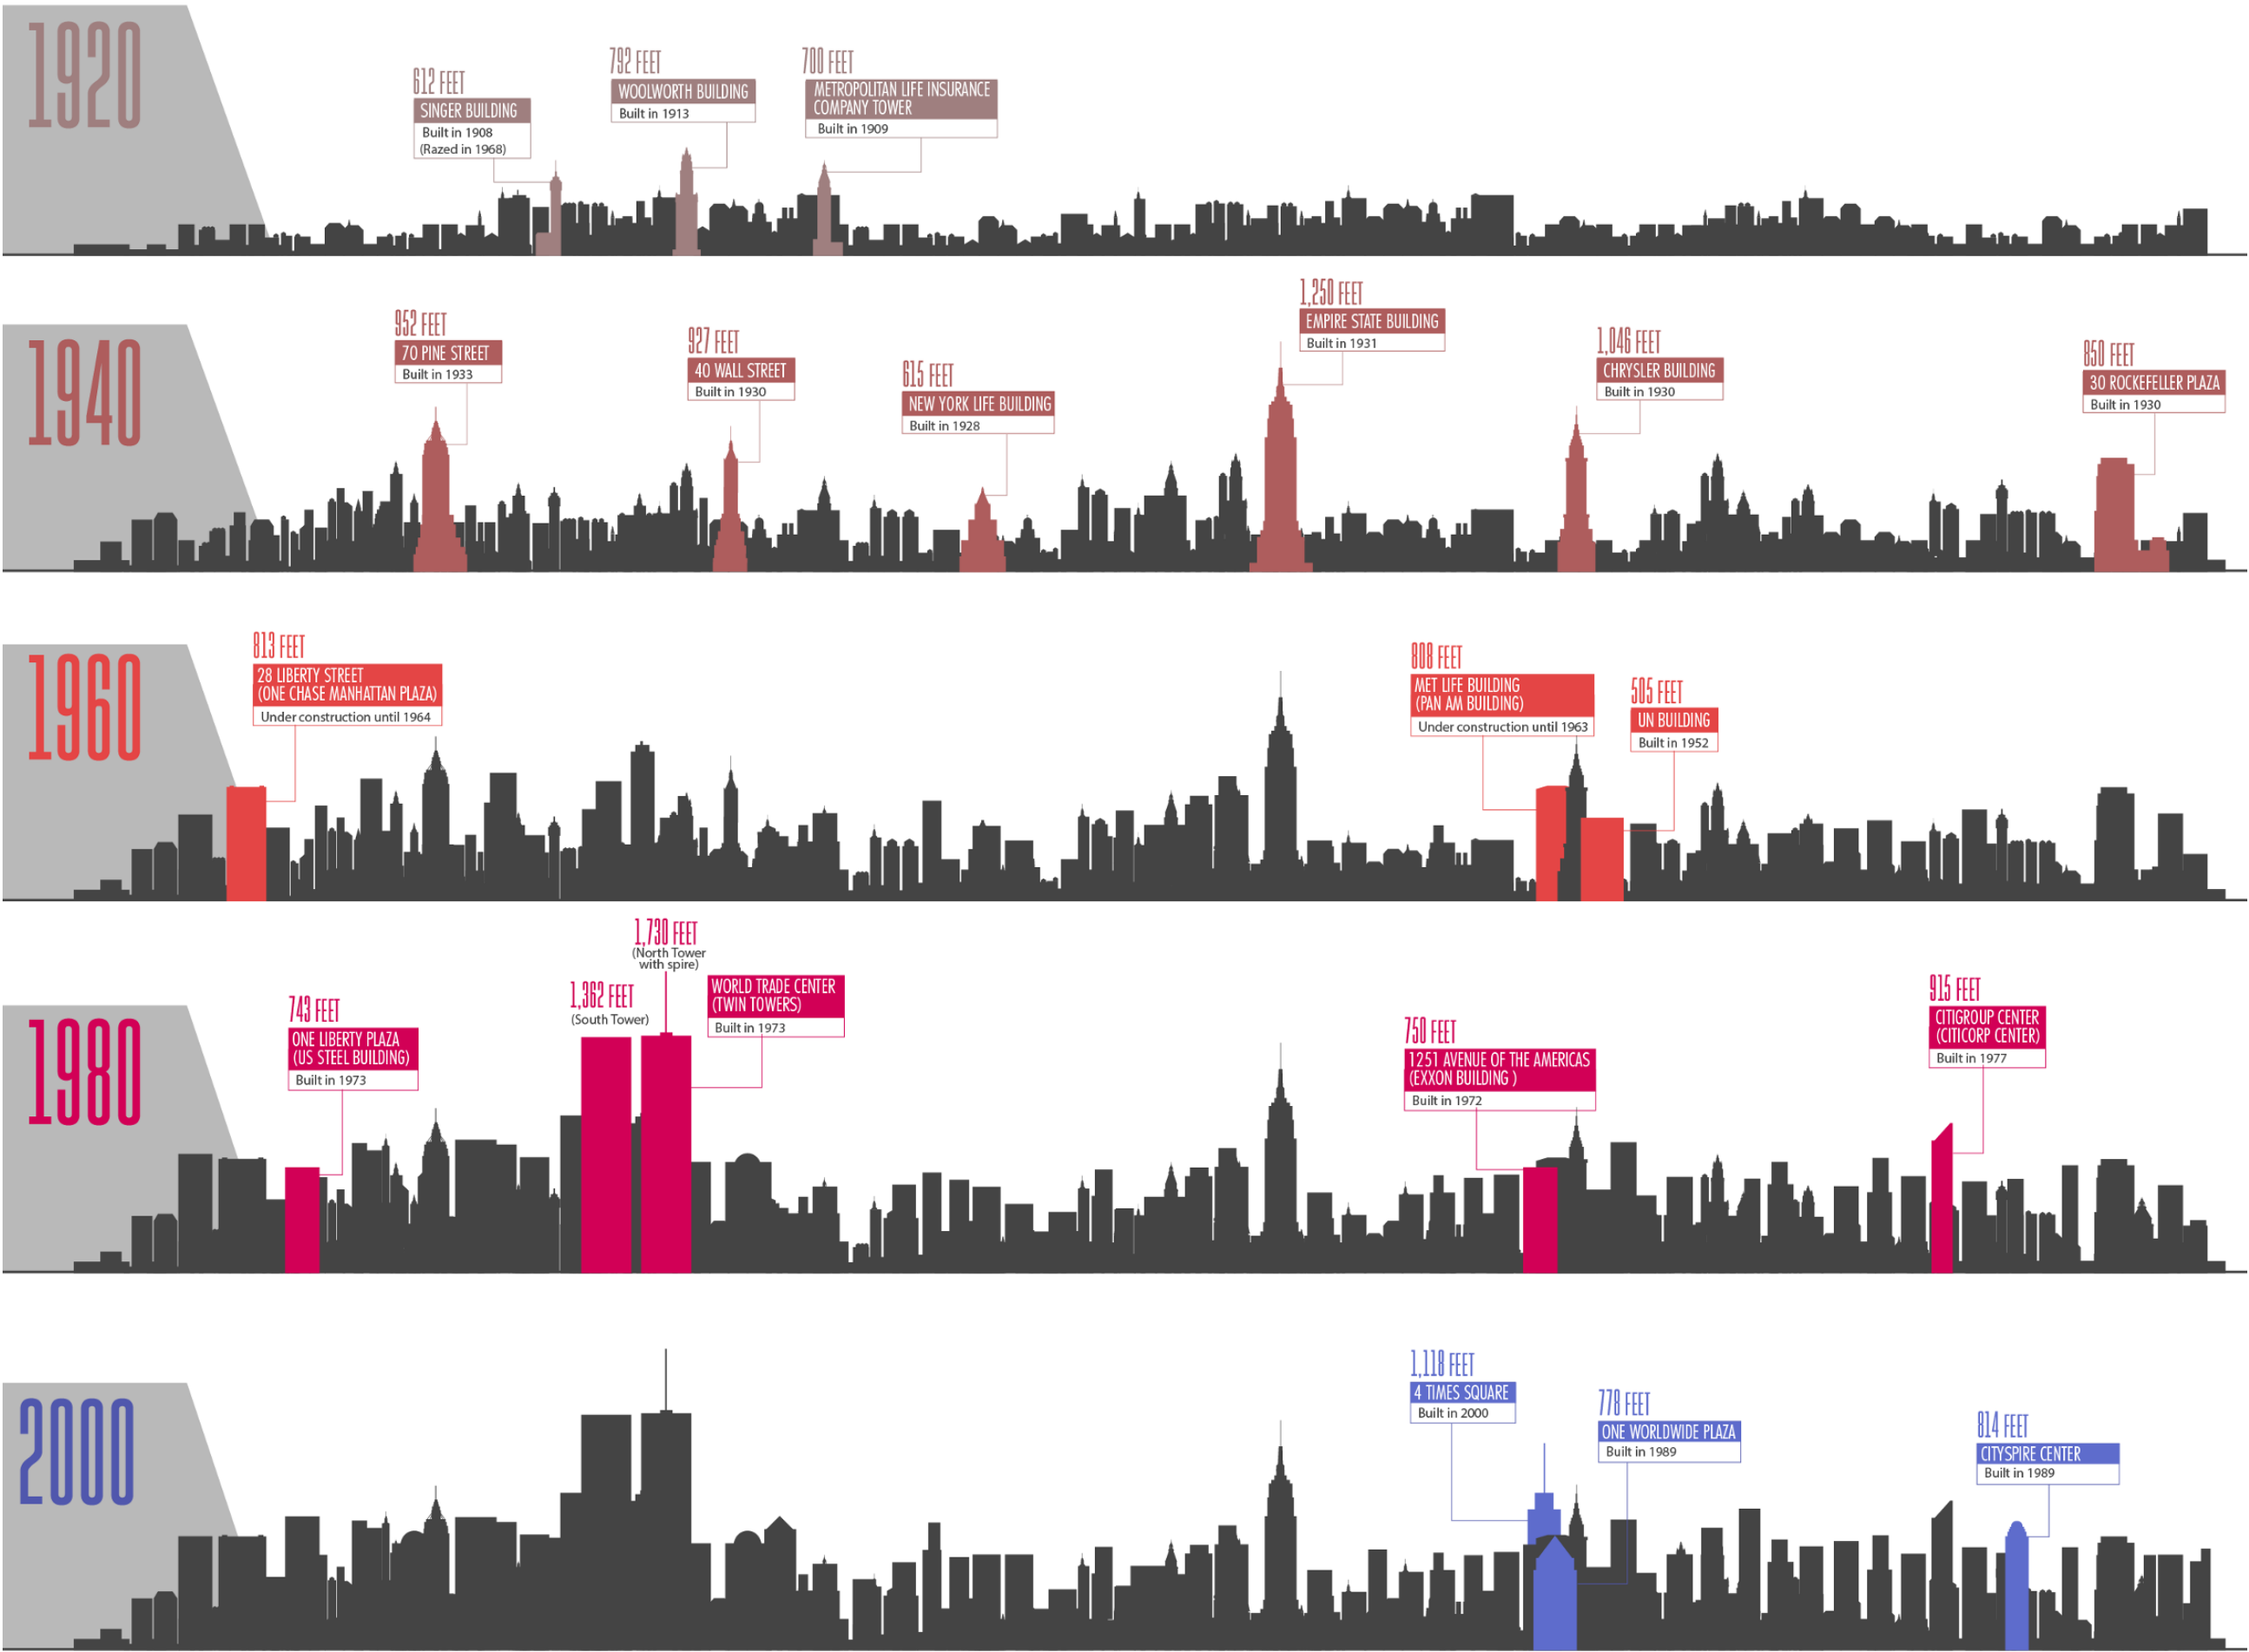 1920
612 FEET
SINGER BUILDING
Built in 1908
(Razed in 1968)
792 FEET
WOOLWORTH BUILDING
Built in 1913
700 FEET
METROPOLITAN LIFE INSURANCE
COMPANY TOWER
Built in 1909
1940
952 FEET
70 PINE STREET
Built in 1933
927 FEET
40 WALL STREET
Built in 1930
615 FEET
NEW YORK LIFE BUILDING
Built in 1928
1,250 FEET
EMPIRE STATE BUILDING
Built in 1931
1,046 FEET
CHRYSLER BUILDING
Built in 1930
850 FEET
30 ROCKEFELLER PLAZA
Built in 1930
1960
813 FEET
28 LIBERTY STREET
(ONE CHASE MANHATTAN PLAZA)
Under construction until 1964
808 FEET
MET LIFE BUILDING
(PAN AM BUILDING)
Under construction until 1963
505 FEET
UN BUILDING
Built in 1952
1980
743 FEET
ONE LIBERTY PLAZA
(US STEEL BUILDING)
Built in 1973
1,362 FEET
(South Tower)
1,730 FEET
(North Tower
with spire)
WORLD TRADE CENTER
(TWIN TOWERS)
Built in 1973
750 FEET
1251 AVENUE OF THE AMERICAS
(EXXON BUILDING )
Built in 1972
915 FEET
CITIGROUP CENTER
(CITICORP CENTER)
Built in 1977
2000
1,118 FEET
4 TIMES SQUARE
Built in 2000
778 FEET
ONE WORLDWIDE PLAZA
Built in 1989
814 FEET
CITYSPIRE CENTER
Built in 1989